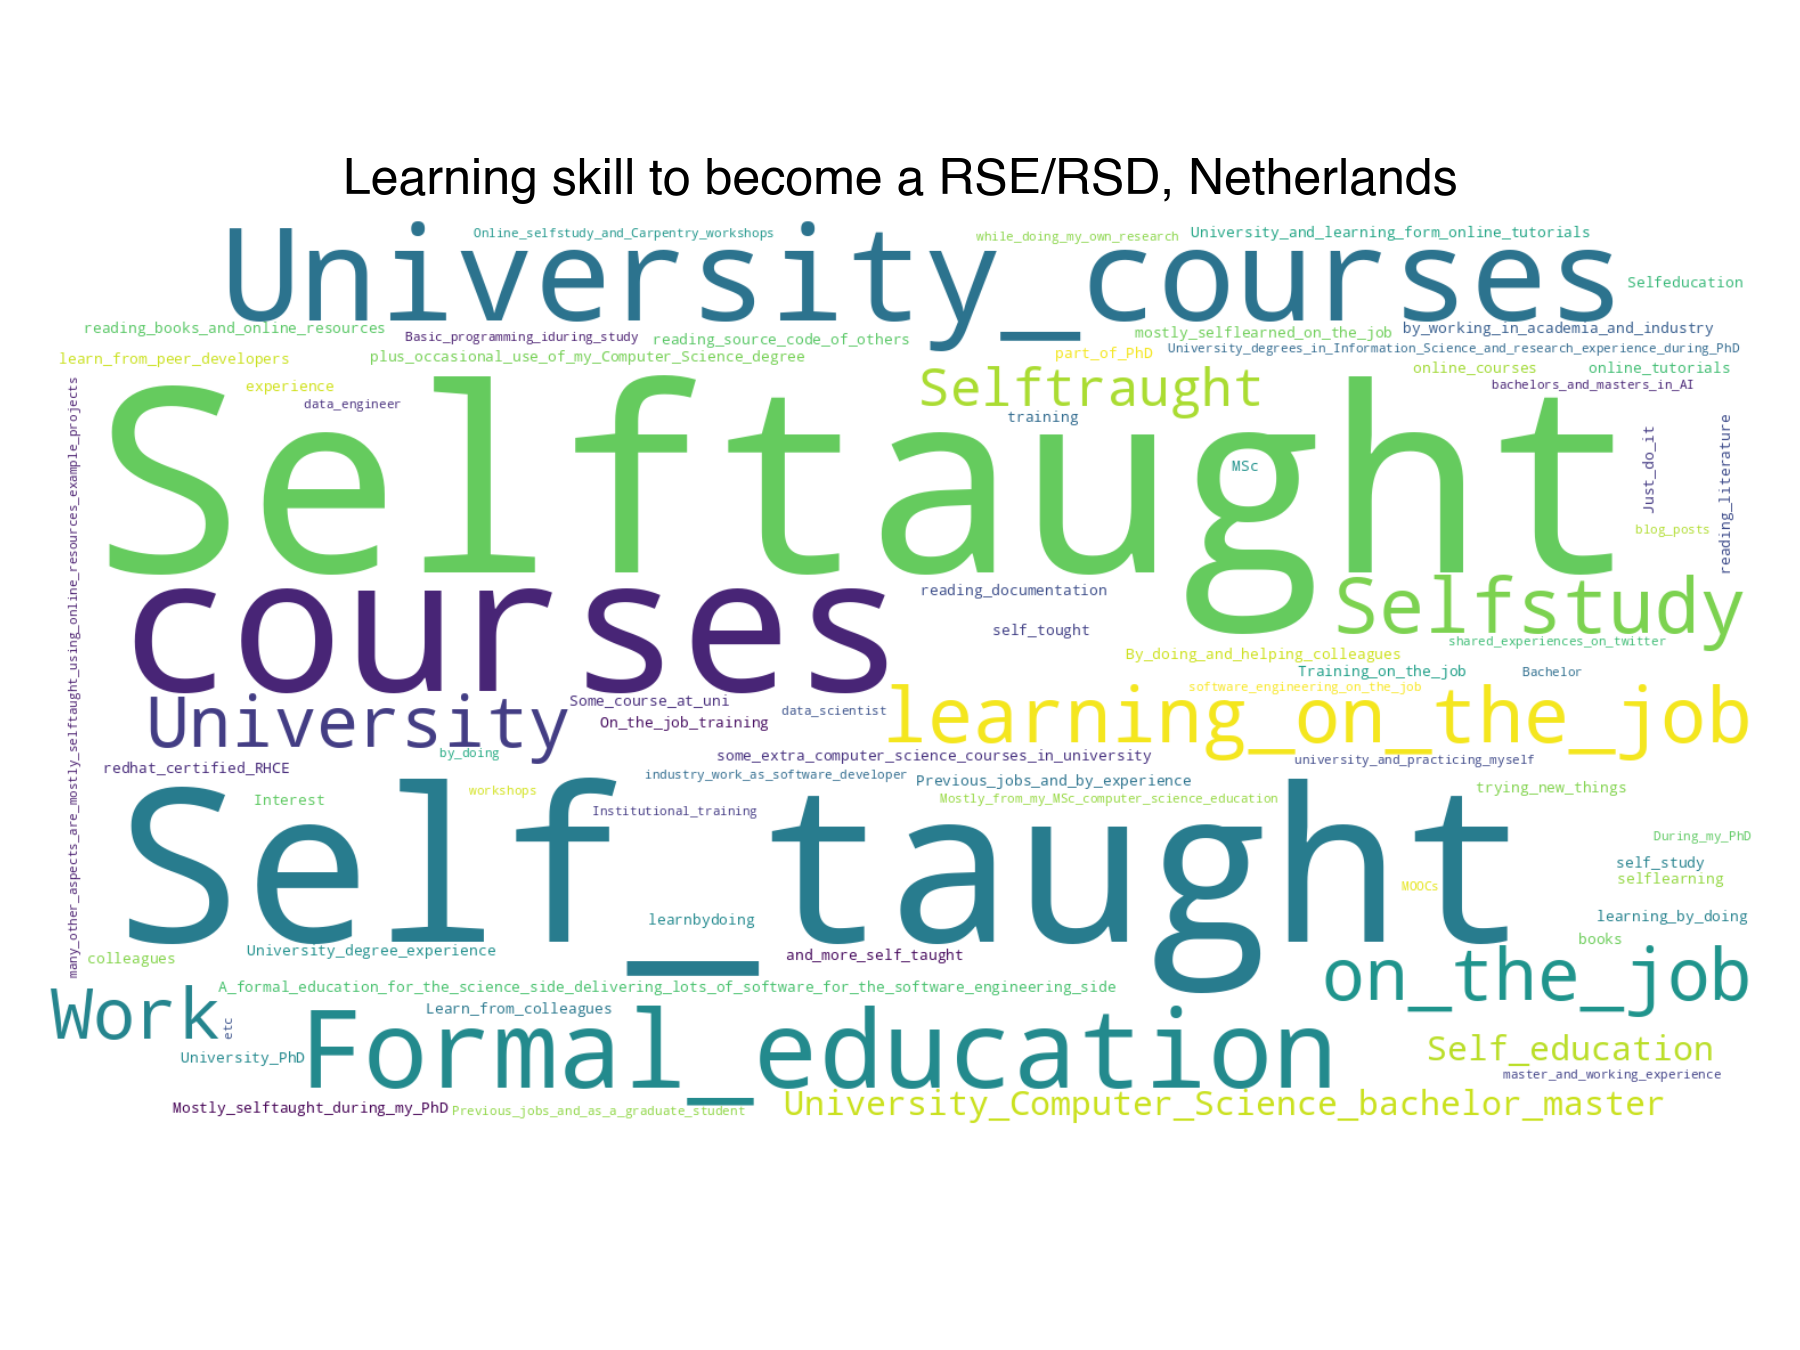 Learning skill to become a RSE/RSD, Netherlands
University_courses
Online_selfstudy_and_Carpentry_workshops
while_doing_my_own_research
University_and_learning_form_online_tutorials
Selfeducation
reading_books_and_online_resources
Basic_programming_iduring_study
reading_source_code_of_others
mostly_selflearned_on_the_job
by_working_in_academia_and_industry
learn_from_peer_developers
plus_occasional_use_of_my_Computer_Science_degree
part_of_PhD
University_degrees_in_Information_Science_and_research_experience_during_PhD
experience
data_engineer
Selftraught
online_courses
online_tutorials
bachelors_and_masters_in_AI
training
many_other_aspects_are_mostly_selftaught_using_online_resources_example_projects
Selftaught
MSc
Just_do_it
reading_literature
blog_posts
courses
reading_documentation
Selfstudy
self_tought
shared_experiences_on_twitter
By_doing_and_helping_colleagues
Training_on_the_job
Bachelor
software_engineering_on_the_job
University
Some_course_at_uni
data_scientist
On_the_job_training
learning_on_the_job
by_doing
some_extra_computer_science_courses_in_university
university_and_practicing_myself
redhat_certified_RHCE
industry_work_as_software_developer
Previous_jobs_and_by_experience
Interest
workshops
Institutional_training
Mostly_from_my_MSc_computer_science_education
trying_new_things
Self_taught
During_my_PhD
self_study
selflearning
MOOCs
learnbydoing
learning_by_doing
books
colleagues
University_degree_experience
and_more_self_taught
on_the_job
A_formal_education_for_the_science_side_delivering_lots_of_software_for_the_software_engineering_side
Work
etc
Learn_from_colleagues
Formal_education
University_PhD
Self_education
master_and_working_experience
Mostly_selftaught_during_my_PhD
Previous_jobs_and_as_a_graduate_student
University_Computer_Science_bachelor_master